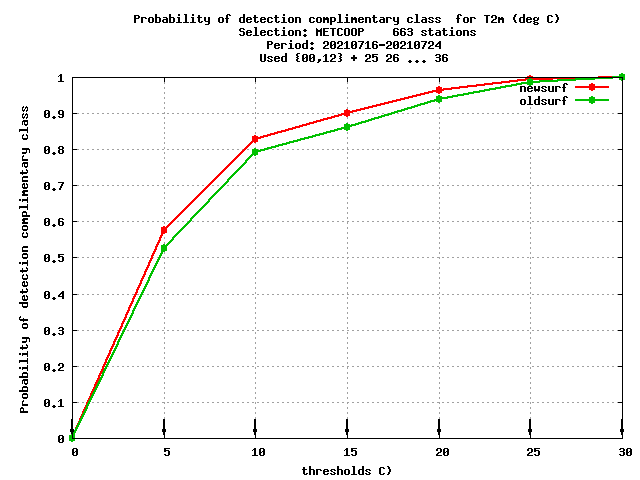 Probability of detection complimentary class  for T2m (deg C)
Selection: METCOOP    663 stations
Period: 20210716-20210724
Used {00,12} + 25 26 ... 36
Probability of detection complimentary class
1
0.9
0.8
0.7
0.6
0.5
0.4
0.3
0.2
0.1
0
newsurf
oldsurf
0 5 10 15 20 25 30
thresholds C)